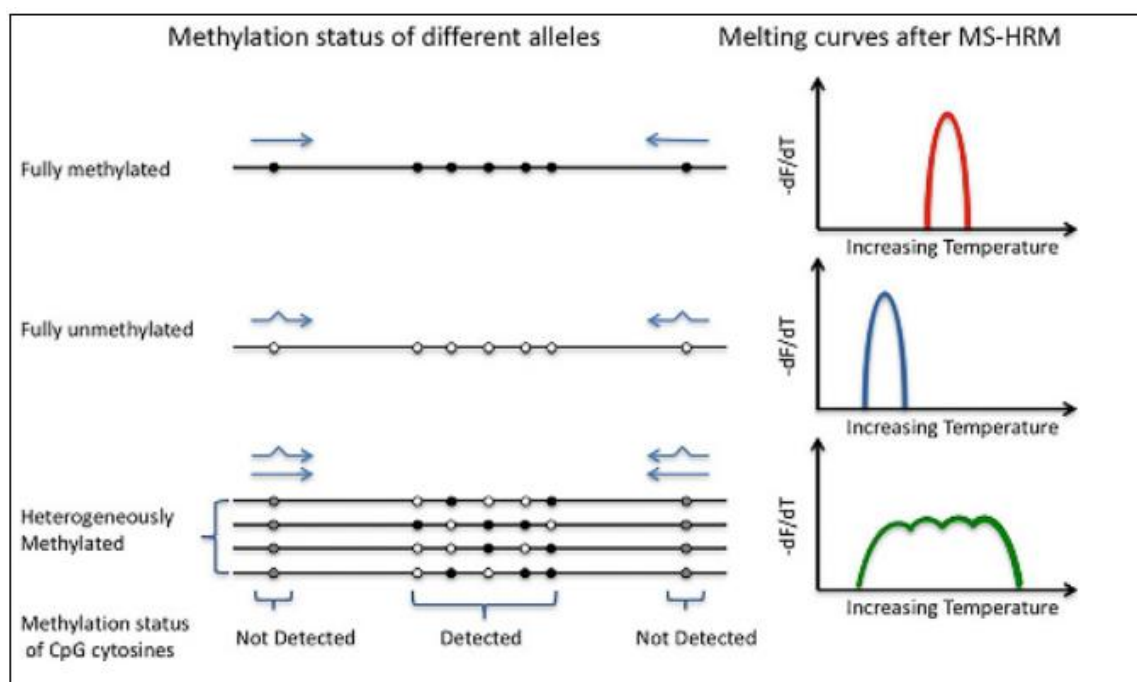 Methylation status of different alleles
Melting curves after MS-HRM
Fully methylated
-dF/dT
Increasing Temperature
Fully unmethylated
-dF/dT
Increasing Temperature
Heterogeneously
Methylated
-dF/dT
Increasing Temperature
Methylation status
of CpG cytosines
Not Detected
Detected
Not Detected